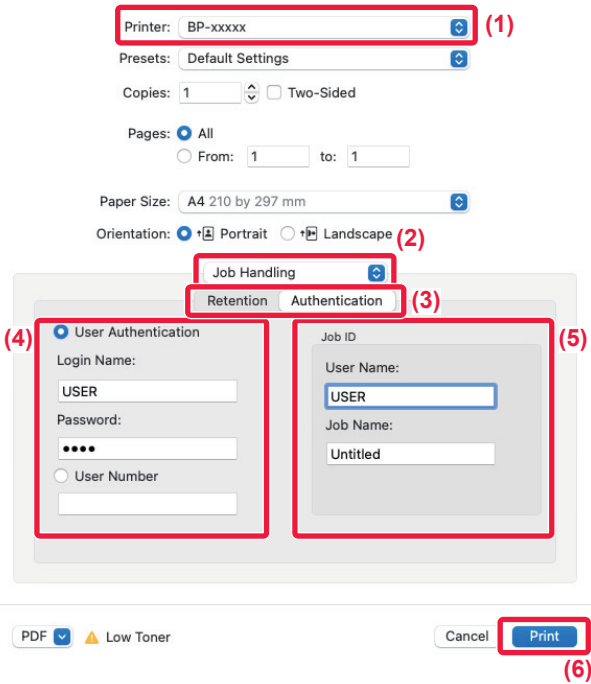 Printer: BP-xxxxx (1)
Presets: Default Settings
Copies: 1 Two-Sided
Pages: All
From: 1 to: 1
Paper Size: A4 210 by 297 mm
Orientation: Portrait Landscape (2)
Job Handling
Retention Authentication (3)
(4) User Authentication
Login Name:
USER
Password:
••••
User Number
Job ID (5)
User Name:
USER
Job Name:
Untitled
PDF Low Toner Cancel Print
(6)